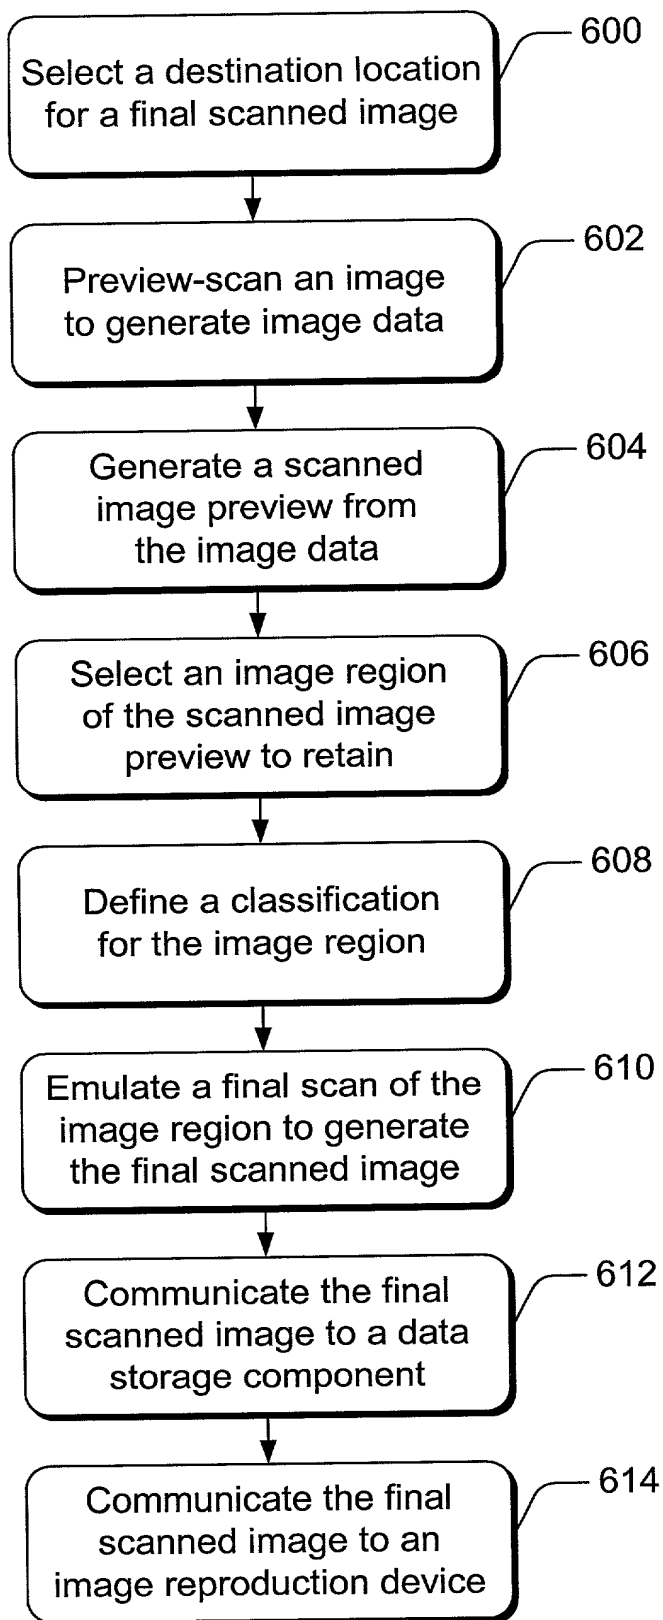 600
Select a destination location
for a final scanned image
602
Preview-scan an image
to generate image data
604
Generate a scanned
image preview from
the image data
606
Select an image region
of the scanned image
preview to retain
608
Define a classification
for the image region
610
Emulate a final scan of the
image region to generate
the final scanned image
612
Communicate the final
scanned image to a data
storage component
614
Communicate the final
scanned image to an
image reproduction device